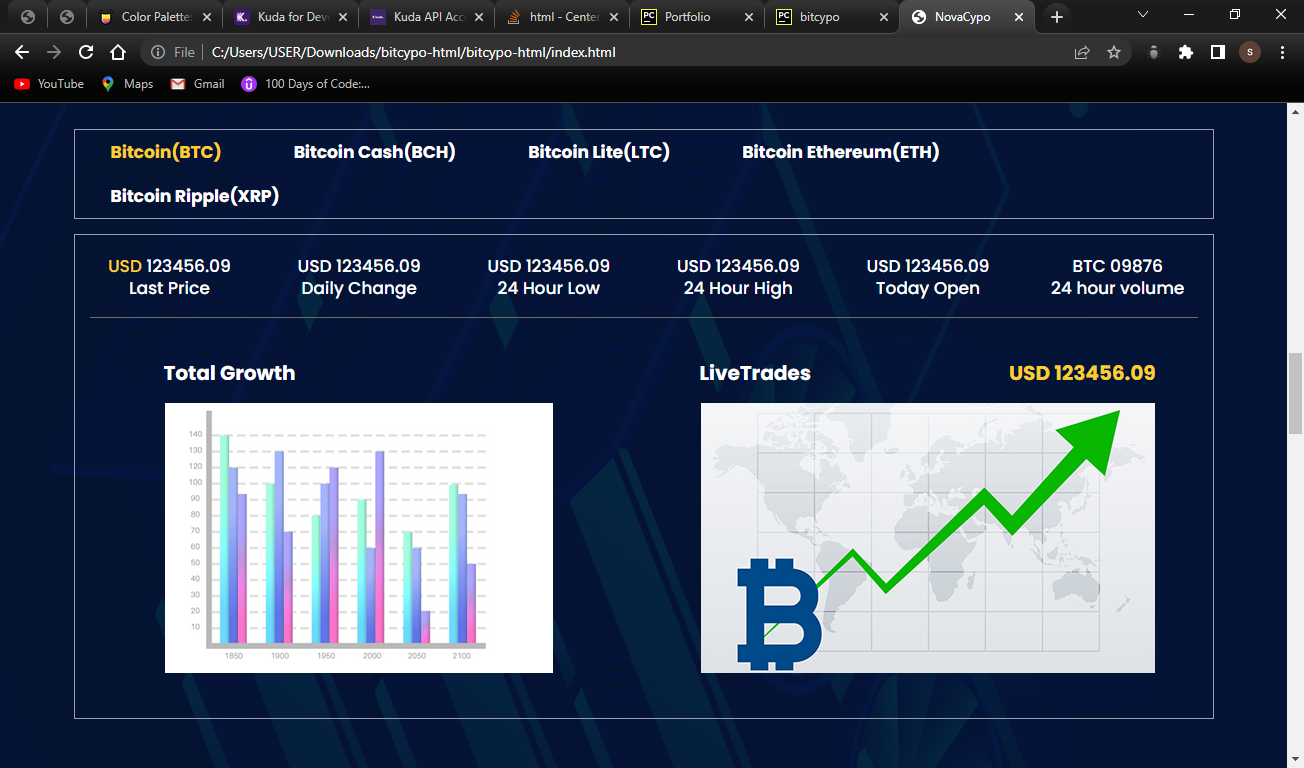 Color Palette:
Kuda for Deve
Kuda API Acc
html - Center
PC Portfolio
PC bitcypo
NovaCypo
File C:/Users/USER/Downloads/bitcypo-html/bitcypo-html/index.html
S
YouTube Maps Gmail 100 Days of Code:...
Bitcoin(BTC) Bitcoin Cash(BCH) Bitcoin Lite(LTC) Bitcoin Ethereum(ETH)
Bitcoin Ripple(XRP)
USD 123456.09 USD 123456.09 USD 123456.09 USD 123456.09 USD 123456.09 BTC 09876
Last Price Daily Change 24 Hour Low 24 Hour High Today Open 24 hour volume
Total Growth
LiveTrades USD 123456.09
140
130
120
100
90
80
70
60
50
40
30
20
10
1850 1900 1950 2000 2050 2100